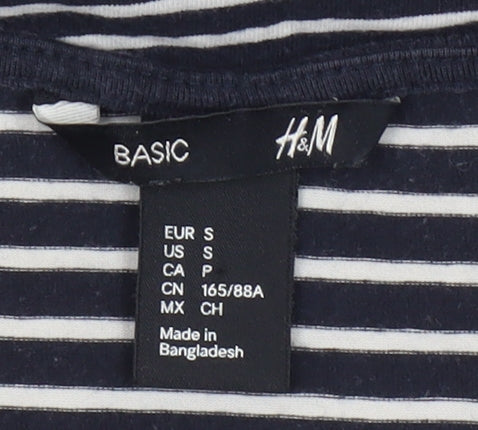 BASIC H&M
EUR S
US S
CA P
CN 165/88A
MX CH
Made in
Bangladesh